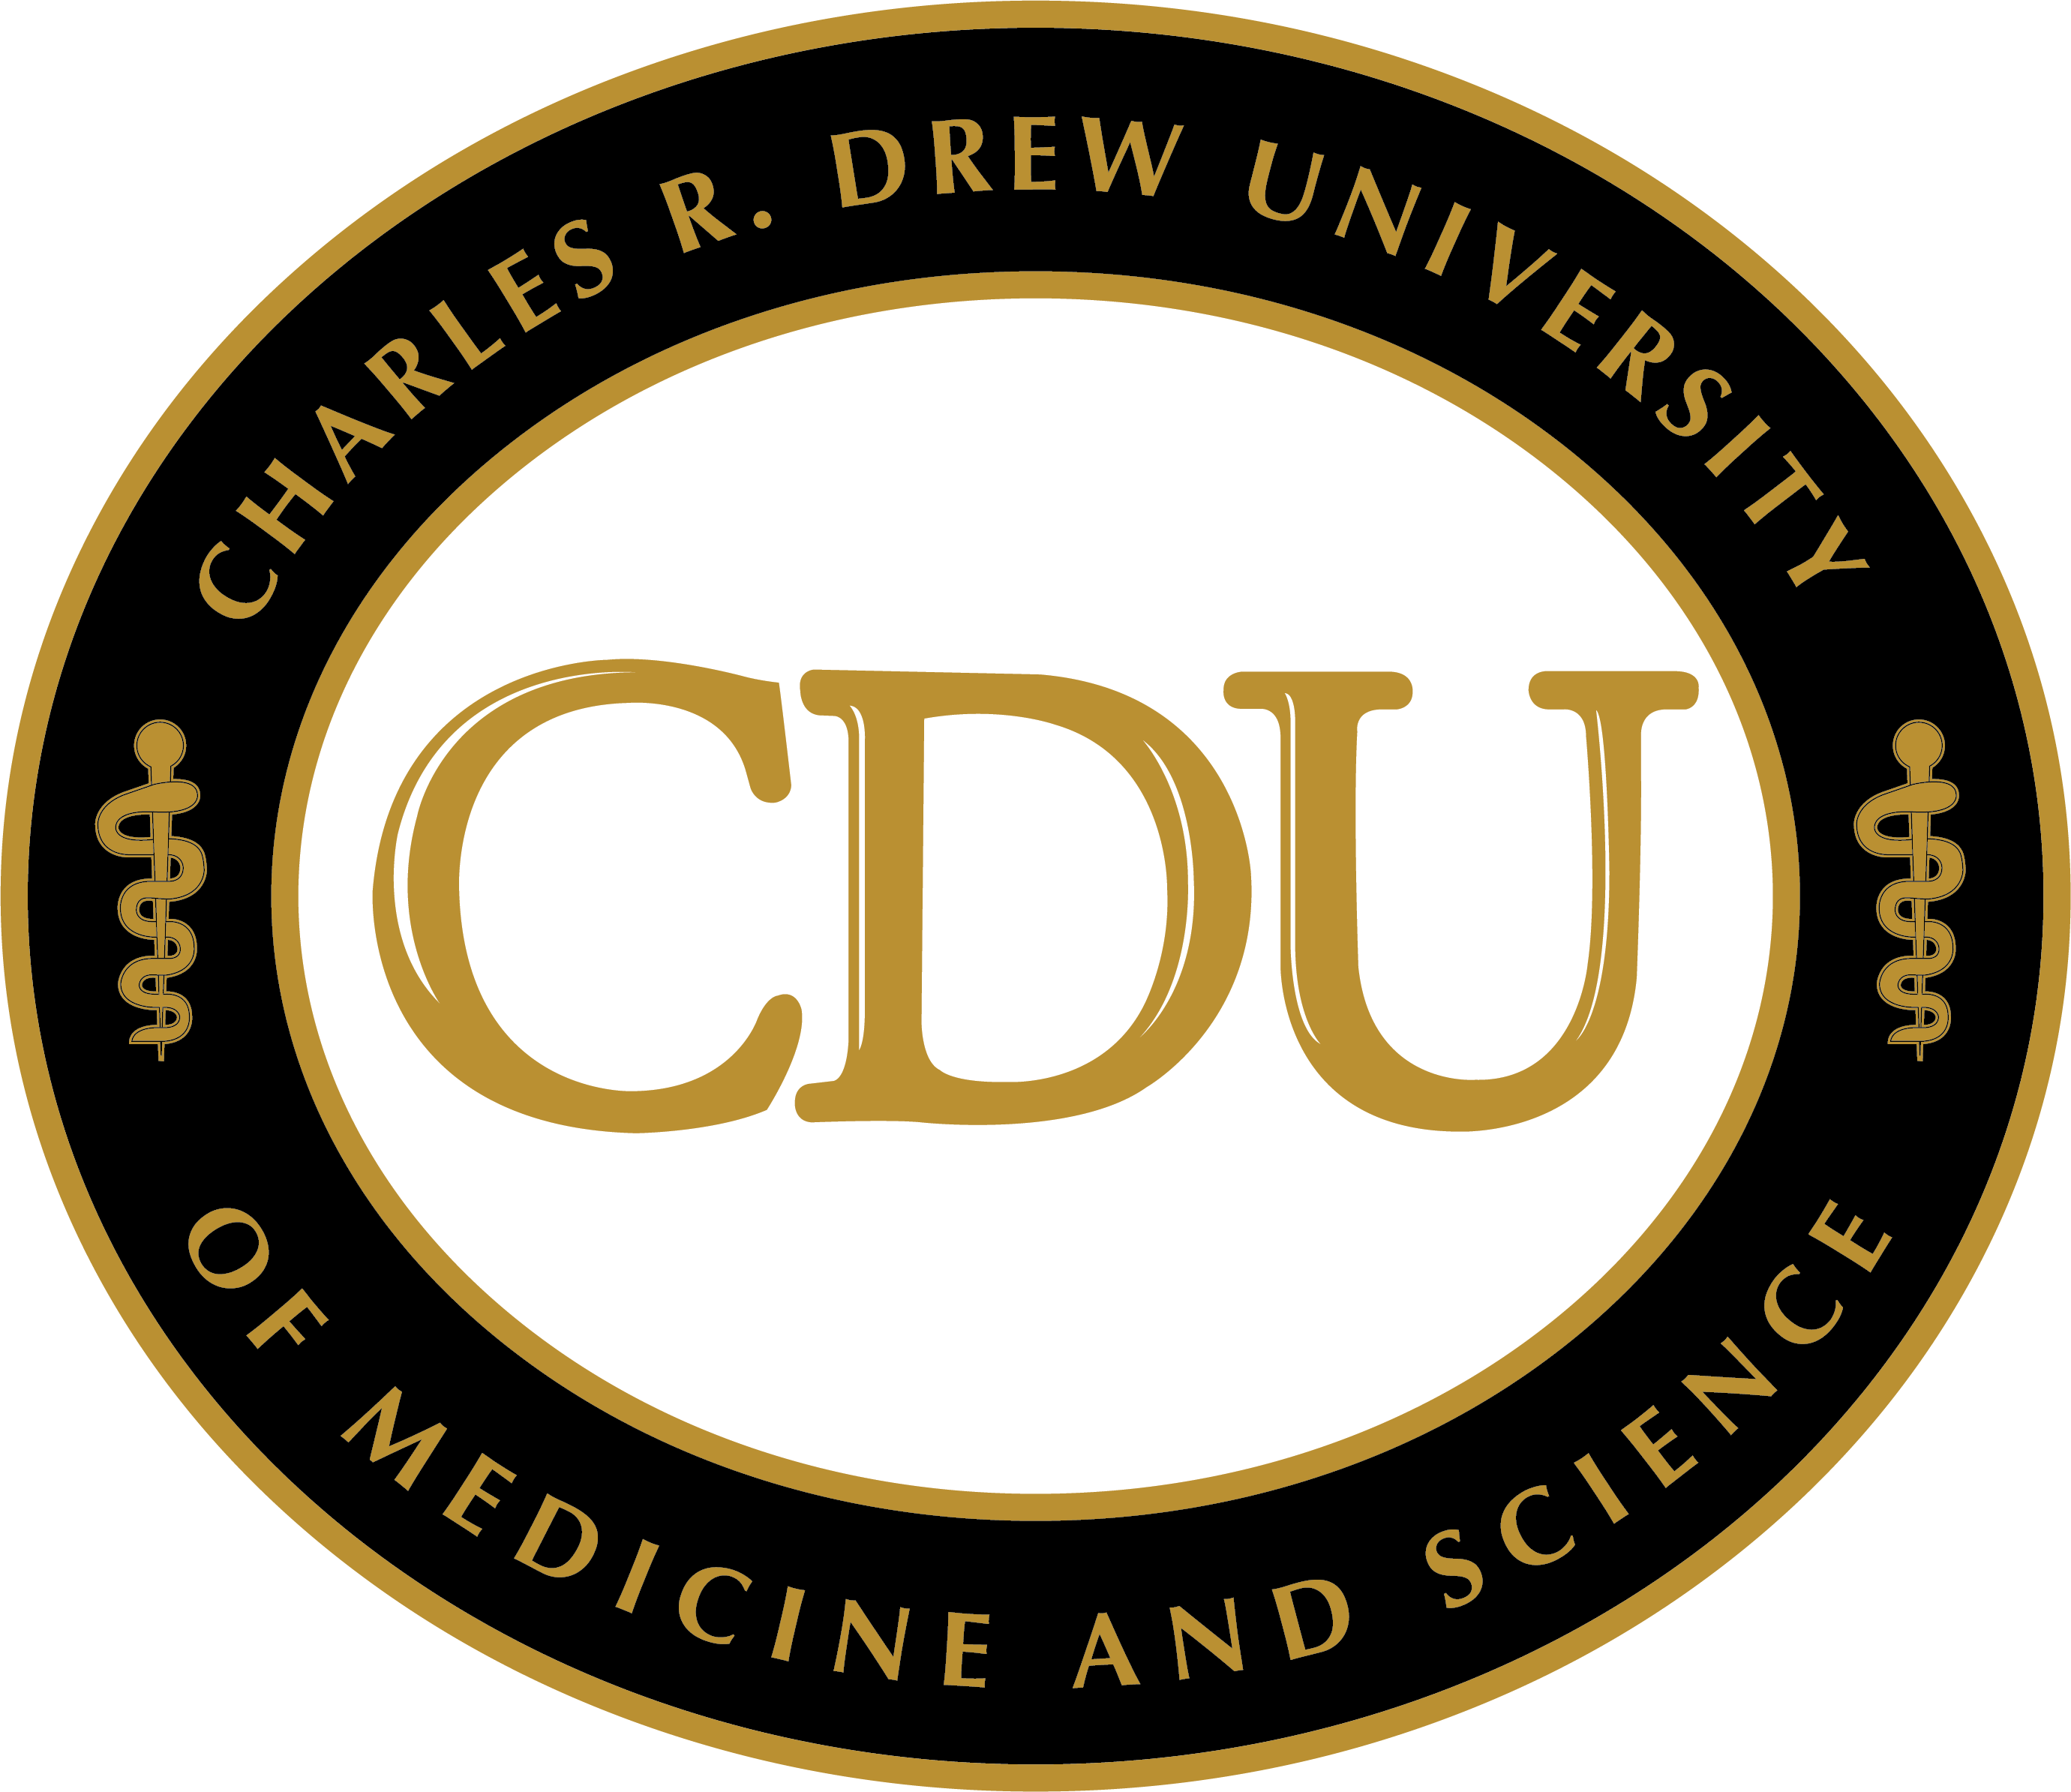 CHARLES R. DREW UNIVERSITY
CDU
OF MEDICINE AND SCIENCE